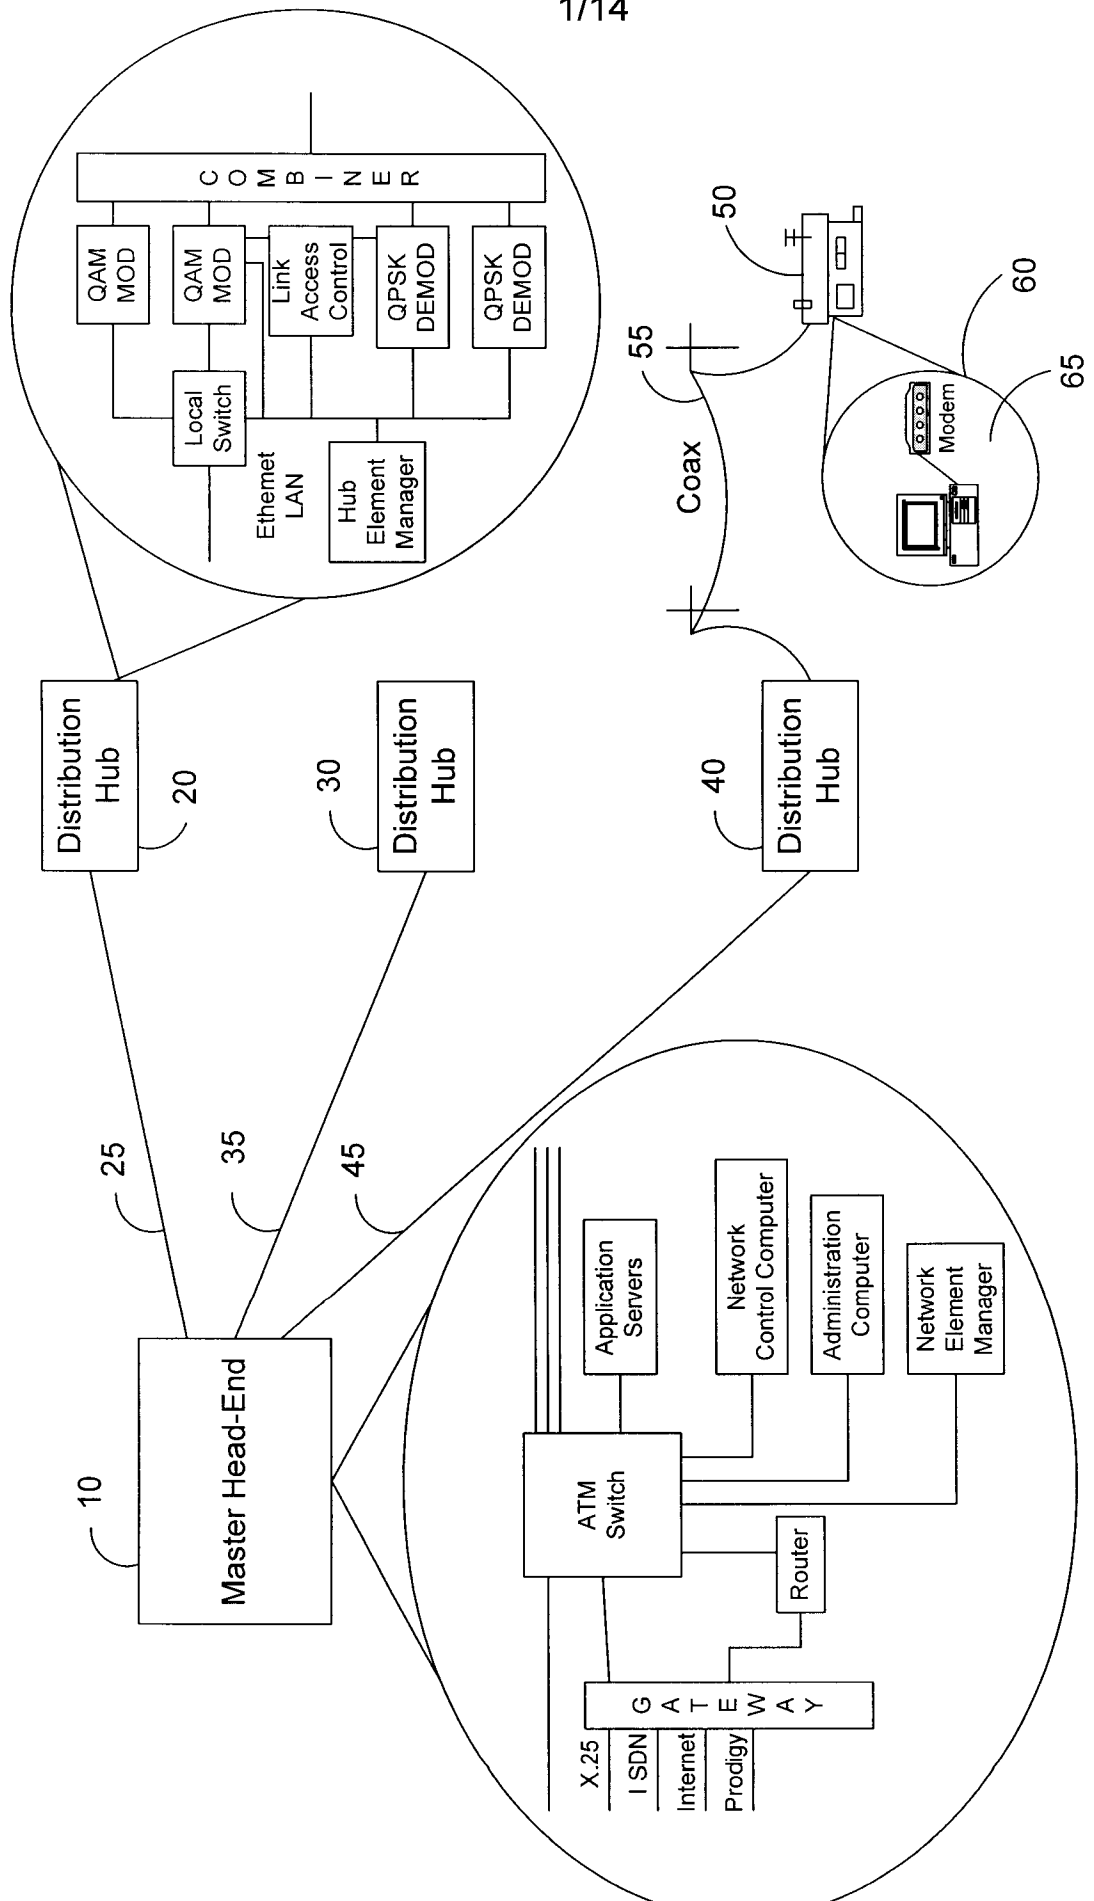 1/14
10
Master Head-End
25
35
45
Distribution
Hub
20
Distribution
Hub
30
Distribution
Hub
40
QAM
MOD
QAM
MOD
Link
Access
Control
QPSK
DEMOD
QPSK
DEMOD
COMBINER
Local
Switch
Ethernet
LAN
Hub
Element
Manager
Coax
55
50
60
65
Modem
ATM
Switch
Application
Servers
Network
Control Computer
Administration
Computer
Network
Element
Manager
Router
GATEWAY
X.25
I SDN
Internet
Prodigy